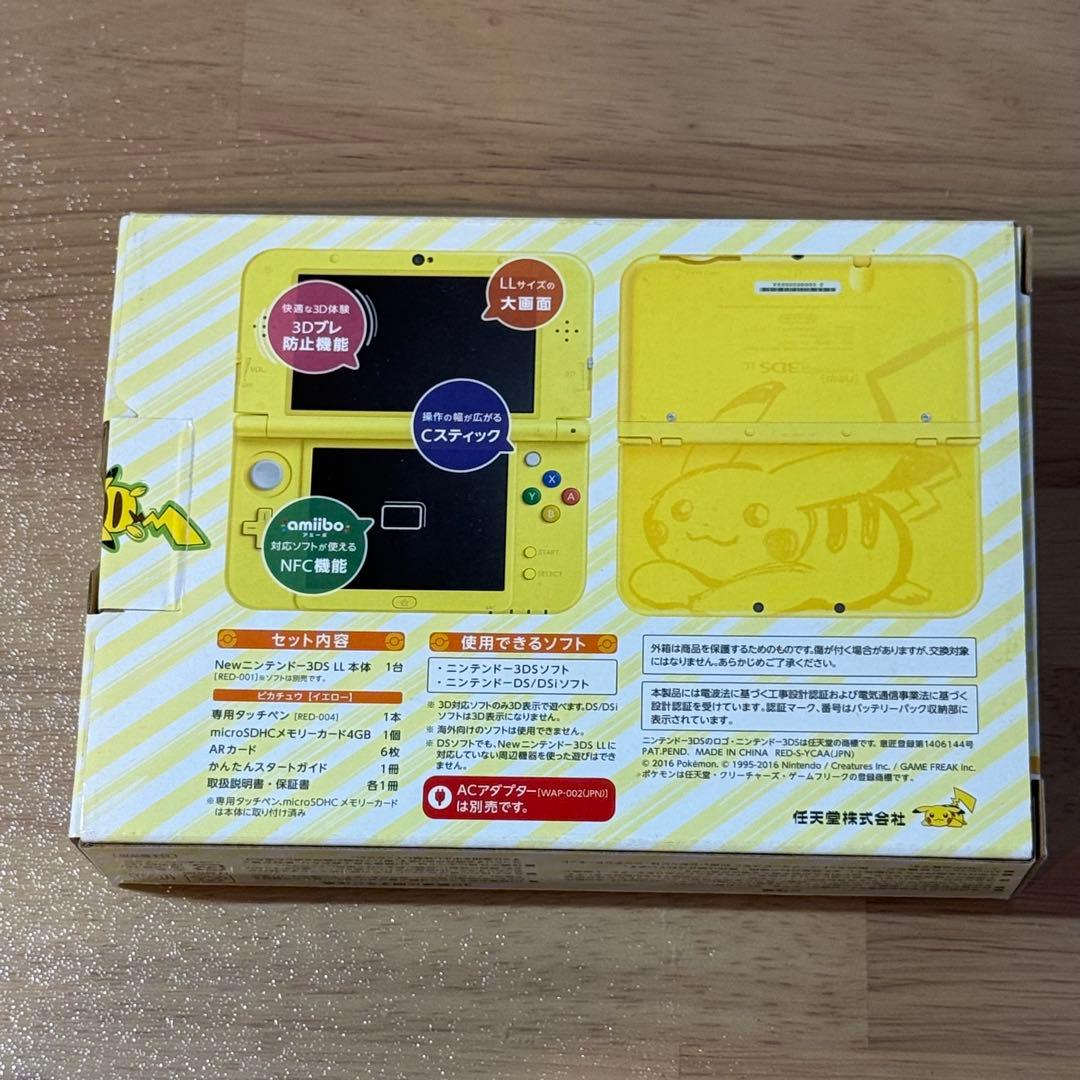 快適な3D体験
3Dブレ
防止機能
LLサイズの
大画面
操作の幅が広がる
Cスティック
amiibo
アミーボ
対応ソフトが使える
NFC機能
VOL
X
Y
A
B
START
SELECT
セット内容
Newニンテンドー3DS LL 本体 1台
[RED-001]※ソフトは別売です。
ピカチュウ【イエロー】
専用タッチペン [RED-004] 1本
microSDHCメモリーカード4GB 1個
ARカード 6枚
かんたんスタートガイド 1冊
取扱説明書・保証書 各1冊
※専用タッチペン、microSDHC メモリーカード
は本体に取り付け済み
使用できるソフト
・ニンテンドー3DSソフト
・ニンテンドーDS/DSiソフト
※ 3D対応ソフトのみ3D表示で遊べます。DS/DSi
ソフトは3D表示になりません。
※ 海外向けのソフトは使用できません。
※ DSソフトでも、Newニンテンドー3DS LLに
対応していない周辺機器を使った遊びはでき
ません。
ACアダプター[WAP-002(JPN)]
は別売です。
外箱は商品を保護するためのものです。傷が付く場合がありますが、交換対象
にはなりません。あらかじめご了承ください。
本製品には電波法に基づく工事設計認証および電気通信事業法に基づく
設計認証を受けています。認証マーク、番号はバッテリーパック収納部に
表示されています。
ニンテンドー3DSのロゴ・ニンテンドー3DSは任天堂の商標です。意匠登録第1406144号
PAT.PEND. MADE IN CHINA RED-S-YCAA(JPN)
© 2016 Pokémon. © 1995-2016 Nintendo / Creatures Inc. / GAME FREAK inc.
※ポケモンは任天堂・クリーチャーズ・ゲームフリークの登録商標です。
任天堂株式会社